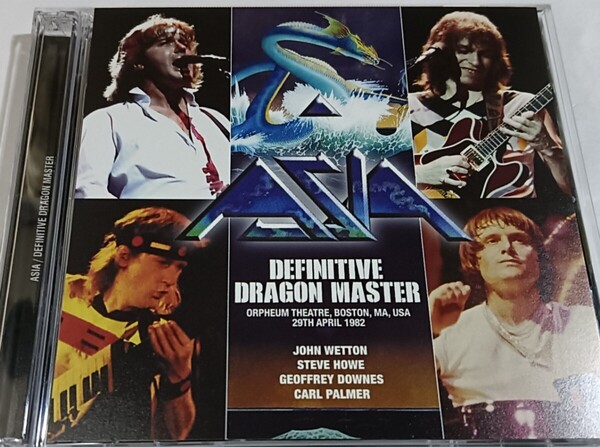 ASIA / DEFINITIVE DRAGON MASTER
ASIA
DEFINITIVE
DRAGON MASTER
ORPHEUM THEATRE, BOSTON, MA, USA
29TH APRIL 1982
JOHN WETTON
STEVE HOWE
GEOFFREY DOWNES
CARL PALMER